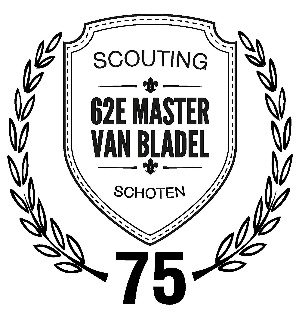 SCOUTING
62E MASTER
VAN BLADEL
SCHOTEN
75